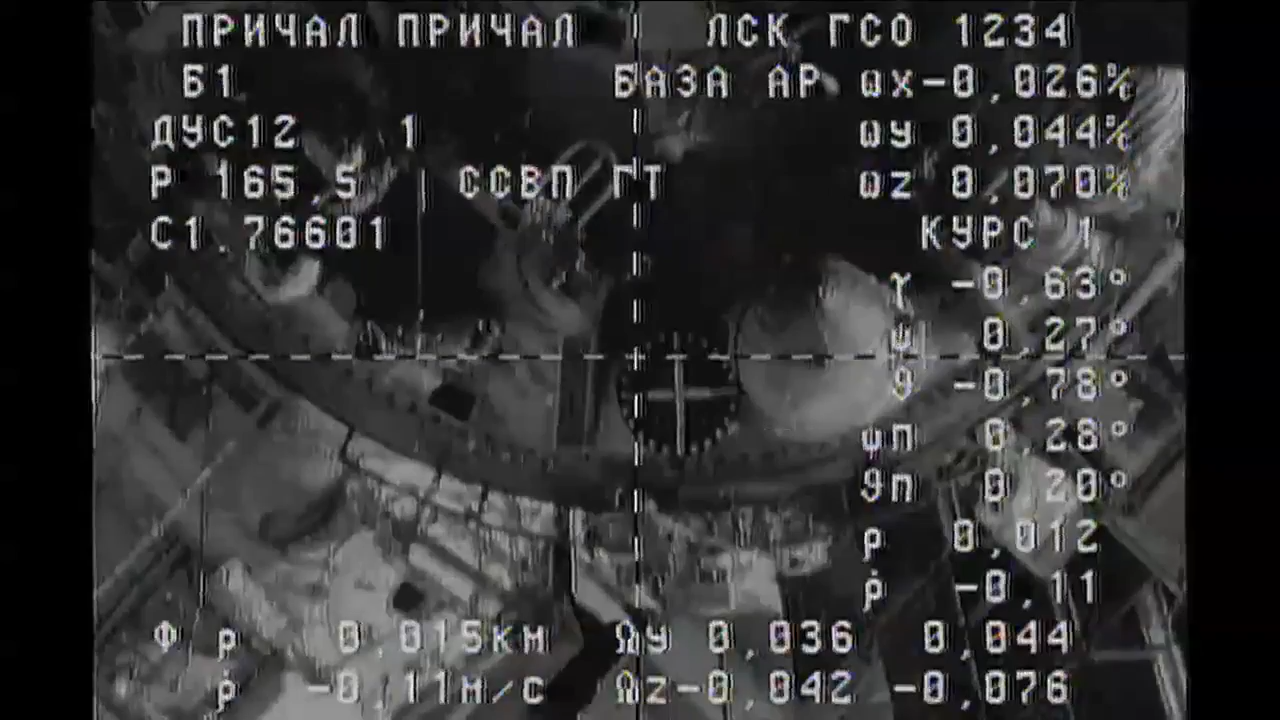 ПРИЧАЛ ПРИЧАЛ ЛСК ГСО 1234
Б1 БАЗА АР ωx-0,026°/с
ДУС12 1 ωy 0,044°/с
Р 165,5 ССВП ГТ ωz 0,070°/с
С1.76601 КУРС 1
γ -0,63°
ψ 0,27°
ϑ -0,78°
ψп 0,28°
ϑп 0,20°
ρ 0,012
ρ̇ -0,11
Ф ρ 0,015км Ωy 0,036 0,044
ρ̇ -0,11м/с Ωz-0,042 -0,076